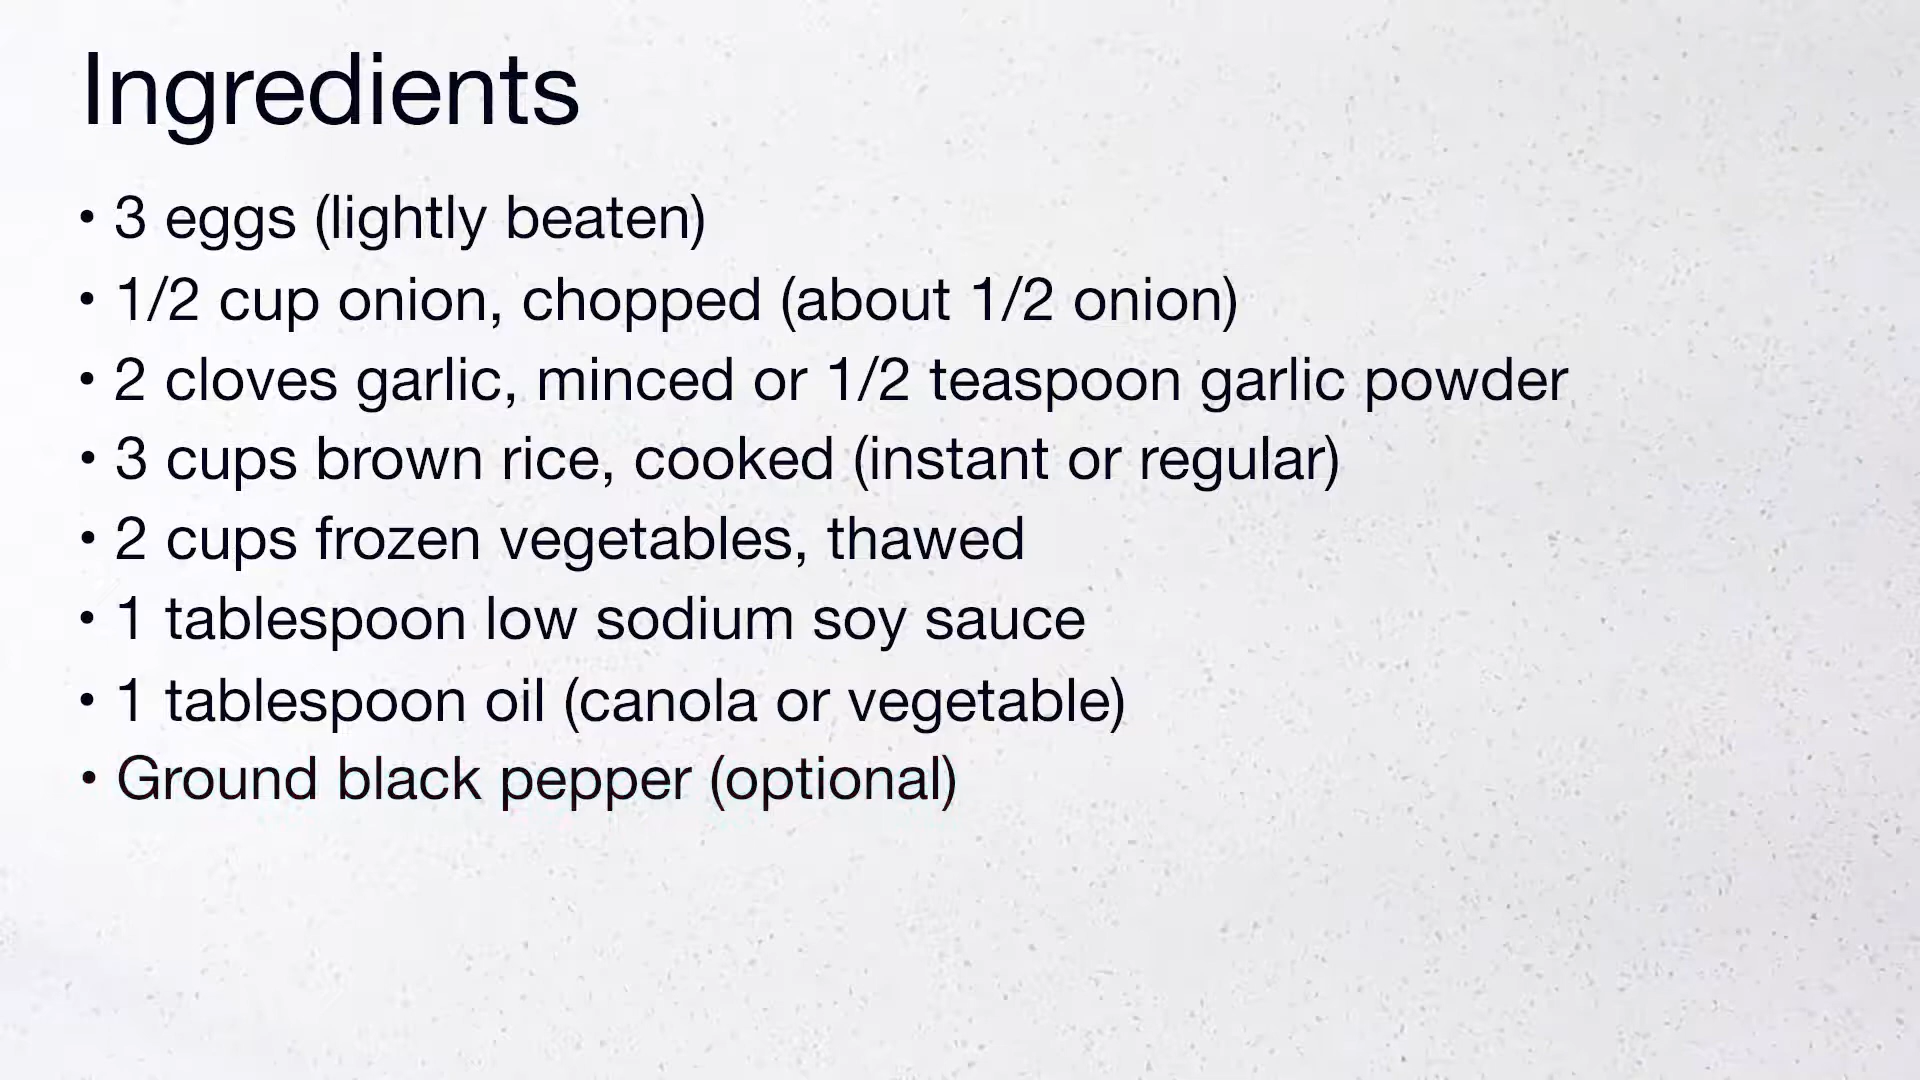 Ingredients
• 3 eggs (lightly beaten)
• 1/2 cup onion, chopped (about 1/2 onion)
• 2 cloves garlic, minced or 1/2 teaspoon garlic powder
• 3 cups brown rice, cooked (instant or regular)
• 2 cups frozen vegetables, thawed
• 1 tablespoon low sodium soy sauce
• 1 tablespoon oil (canola or vegetable)
• Ground black pepper (optional)